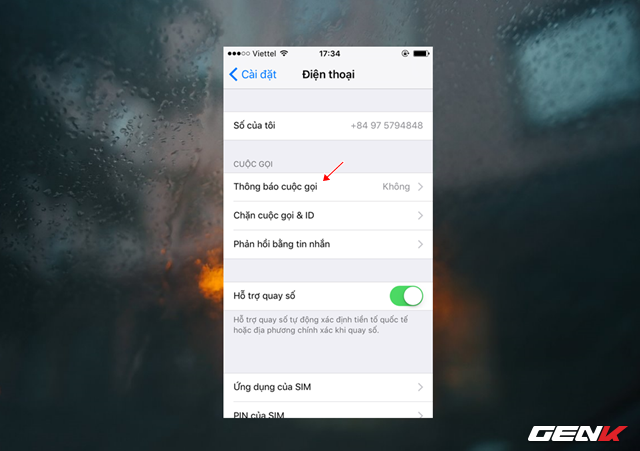 Viettel 17:34
Cài đặt Điện thoại
Số của tôi +84 97 5794848
CUỘC GỌI
Thông báo cuộc gọi Không
Chặn cuộc gọi & ID
Phản hồi bằng tin nhắn
Hỗ trợ quay số
Hỗ trợ quay số tự động xác định tiền tố quốc tế
hoặc địa phương chính xác khi quay số.
Ứng dụng của SIM
PIN của SIM
GENK